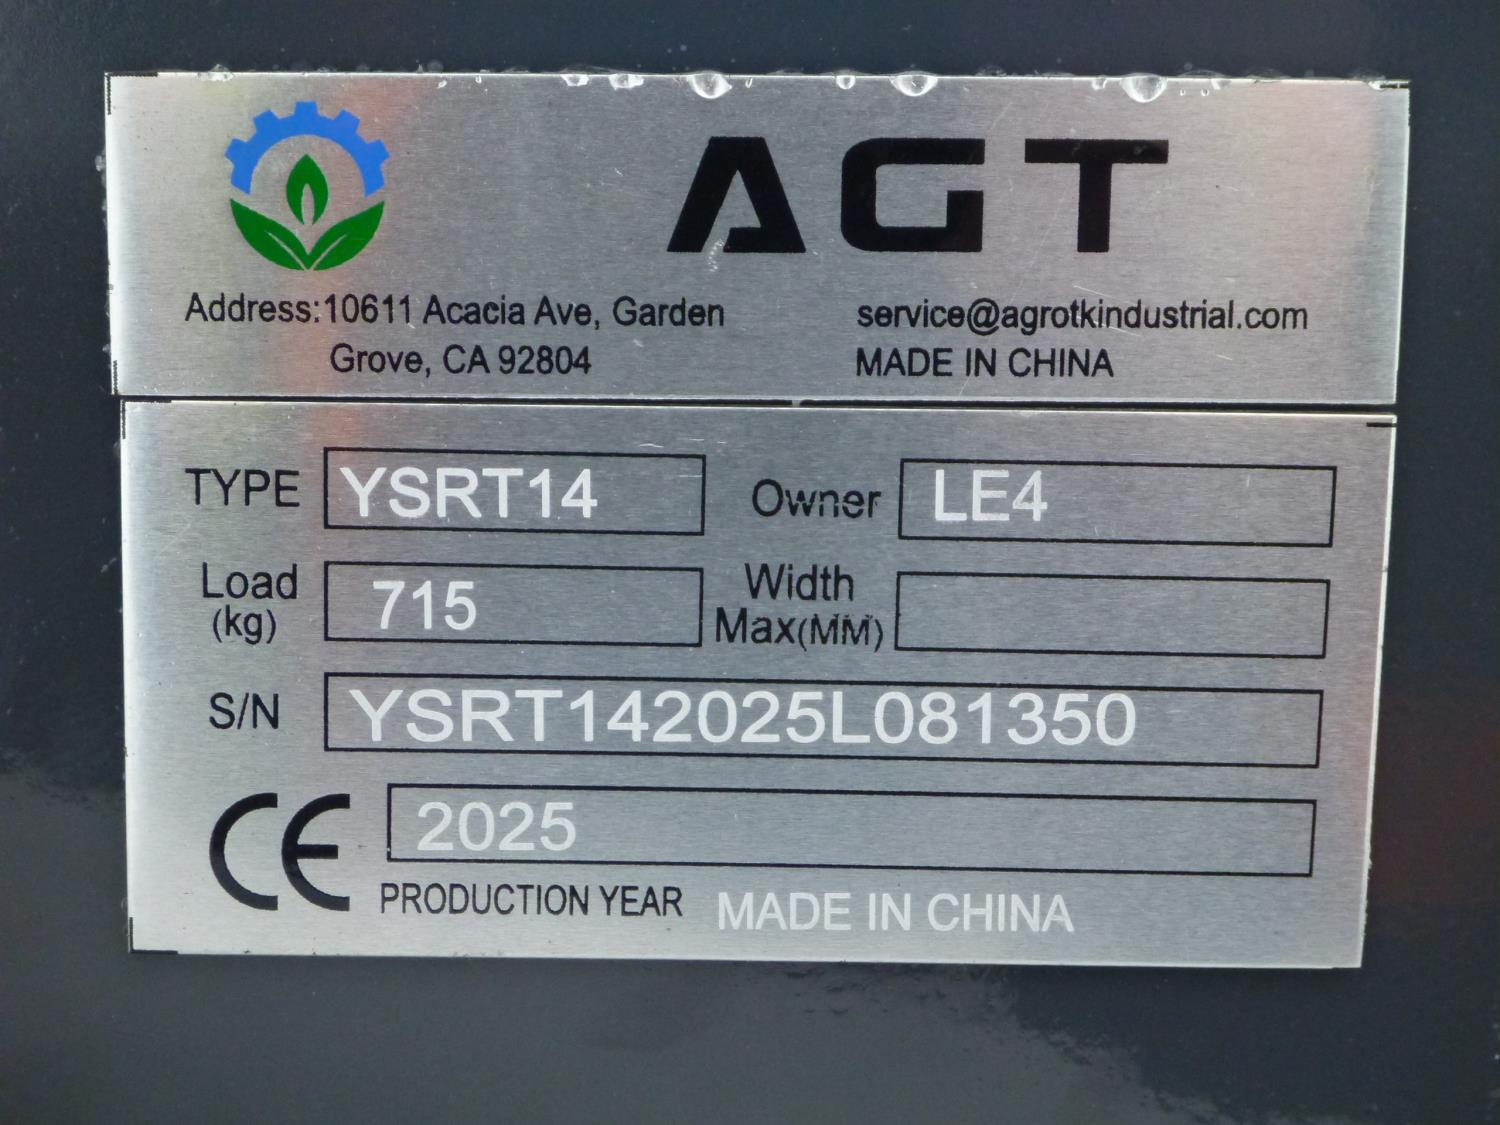 AGT
Address:10611 Acacia Ave, Garden
Grove, CA 92804
service@agrotkindustrial.com
MADE IN CHINA
TYPE YSRT14 Owner LE4
Load (kg) 715 Width Max(MM)
S/N YSRT142025L081350
CE 2025
PRODUCTION YEAR MADE IN CHINA